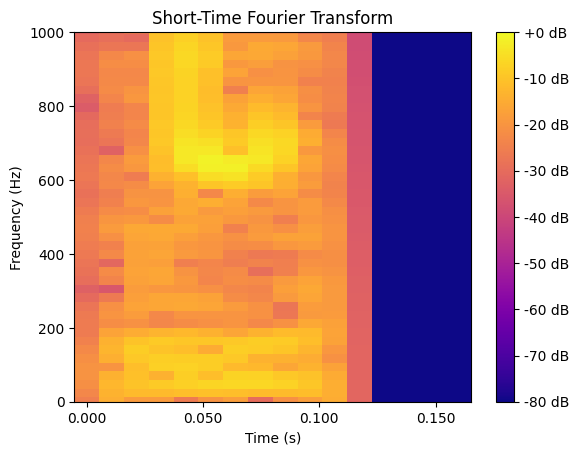 Short-Time Fourier Transform
1000
800
600
400
200
0
Frequency (Hz)
0.000
0.050
0.100
0.150
Time (s)
+0 dB
-10 dB
-20 dB
-30 dB
-40 dB
-50 dB
-60 dB
-70 dB
-80 dB